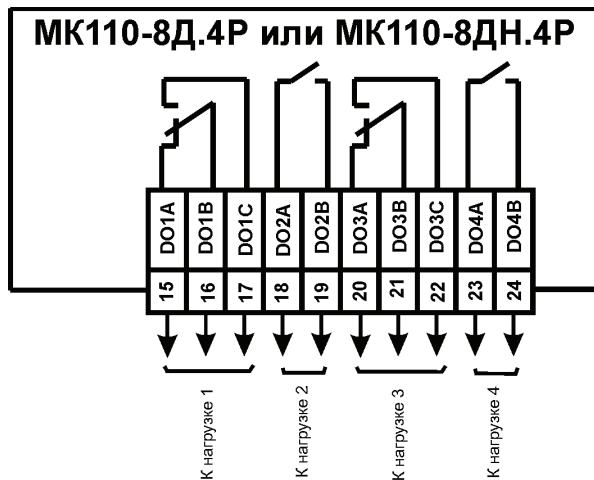 МК110-8Д.4Р или МК110-8ДН.4Р
DO1A
DO1B
DO1C
DO2A
DO2B
DO3A
DO3B
DO3C
DO4A
DO4B
15
16
17
18
19
20
21
22
23
24
К нагрузке 1
К нагрузке 2
К нагрузке 3
К нагрузке 4